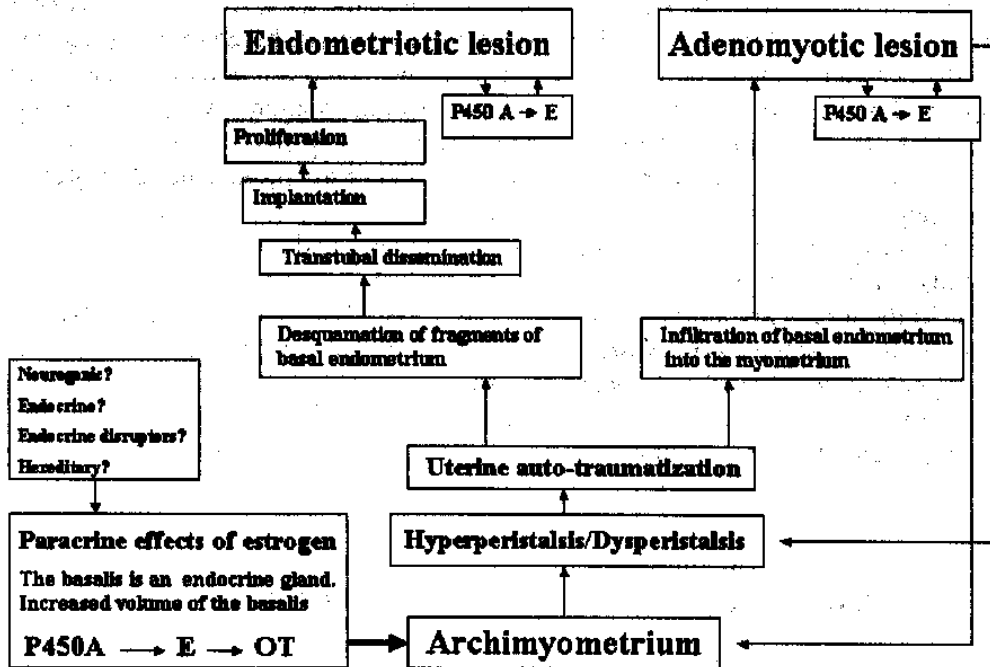 Endometriotic lesion
Adenomyotic lesion
P450 A → E
P450 A → E
Proliferation
Implantation
Transtubal dissemination
Desquamation of fragments of
basal endometrium
Infiltration of basal endometrium
into the myometrium
Neurogenic?
Endocrine?
Endocrine disruptors?
Hereditary?
Uterine auto-traumatization
Paracrine effects of estrogen
The basalis is an endocrine gland.
Increased volume of the basalis
P450A → E → OT
Hyperperistalsis/Dysperistalsis
Archimyometrium